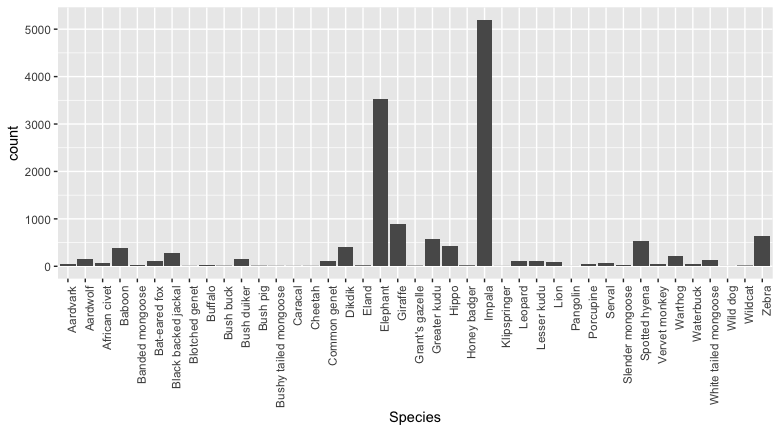 5000
4000
3000
2000
1000
0
count
Aardvark
Aardwolf
African civet
Baboon
Banded mongoose
Bat-eared fox
Black backed jackal
Blotched genet
Buffalo
Bush buck
Bush duiker
Bush pig
Bushy tailed mongoose
Caracal
Cheetah
Common genet
Dikdik
Eland
Elephant
Giraffe
Grant's gazelle
Greater kudu
Hippo
Honey badger
Impala
Klipspringer
Leopard
Lesser kudu
Lion
Pangolin
Porcupine
Serval
Slender mongoose
Spotted hyena
Vervet monkey
Warthog
Waterbuck
White tailed mongoose
Wild dog
Wildcat
Zebra
Species